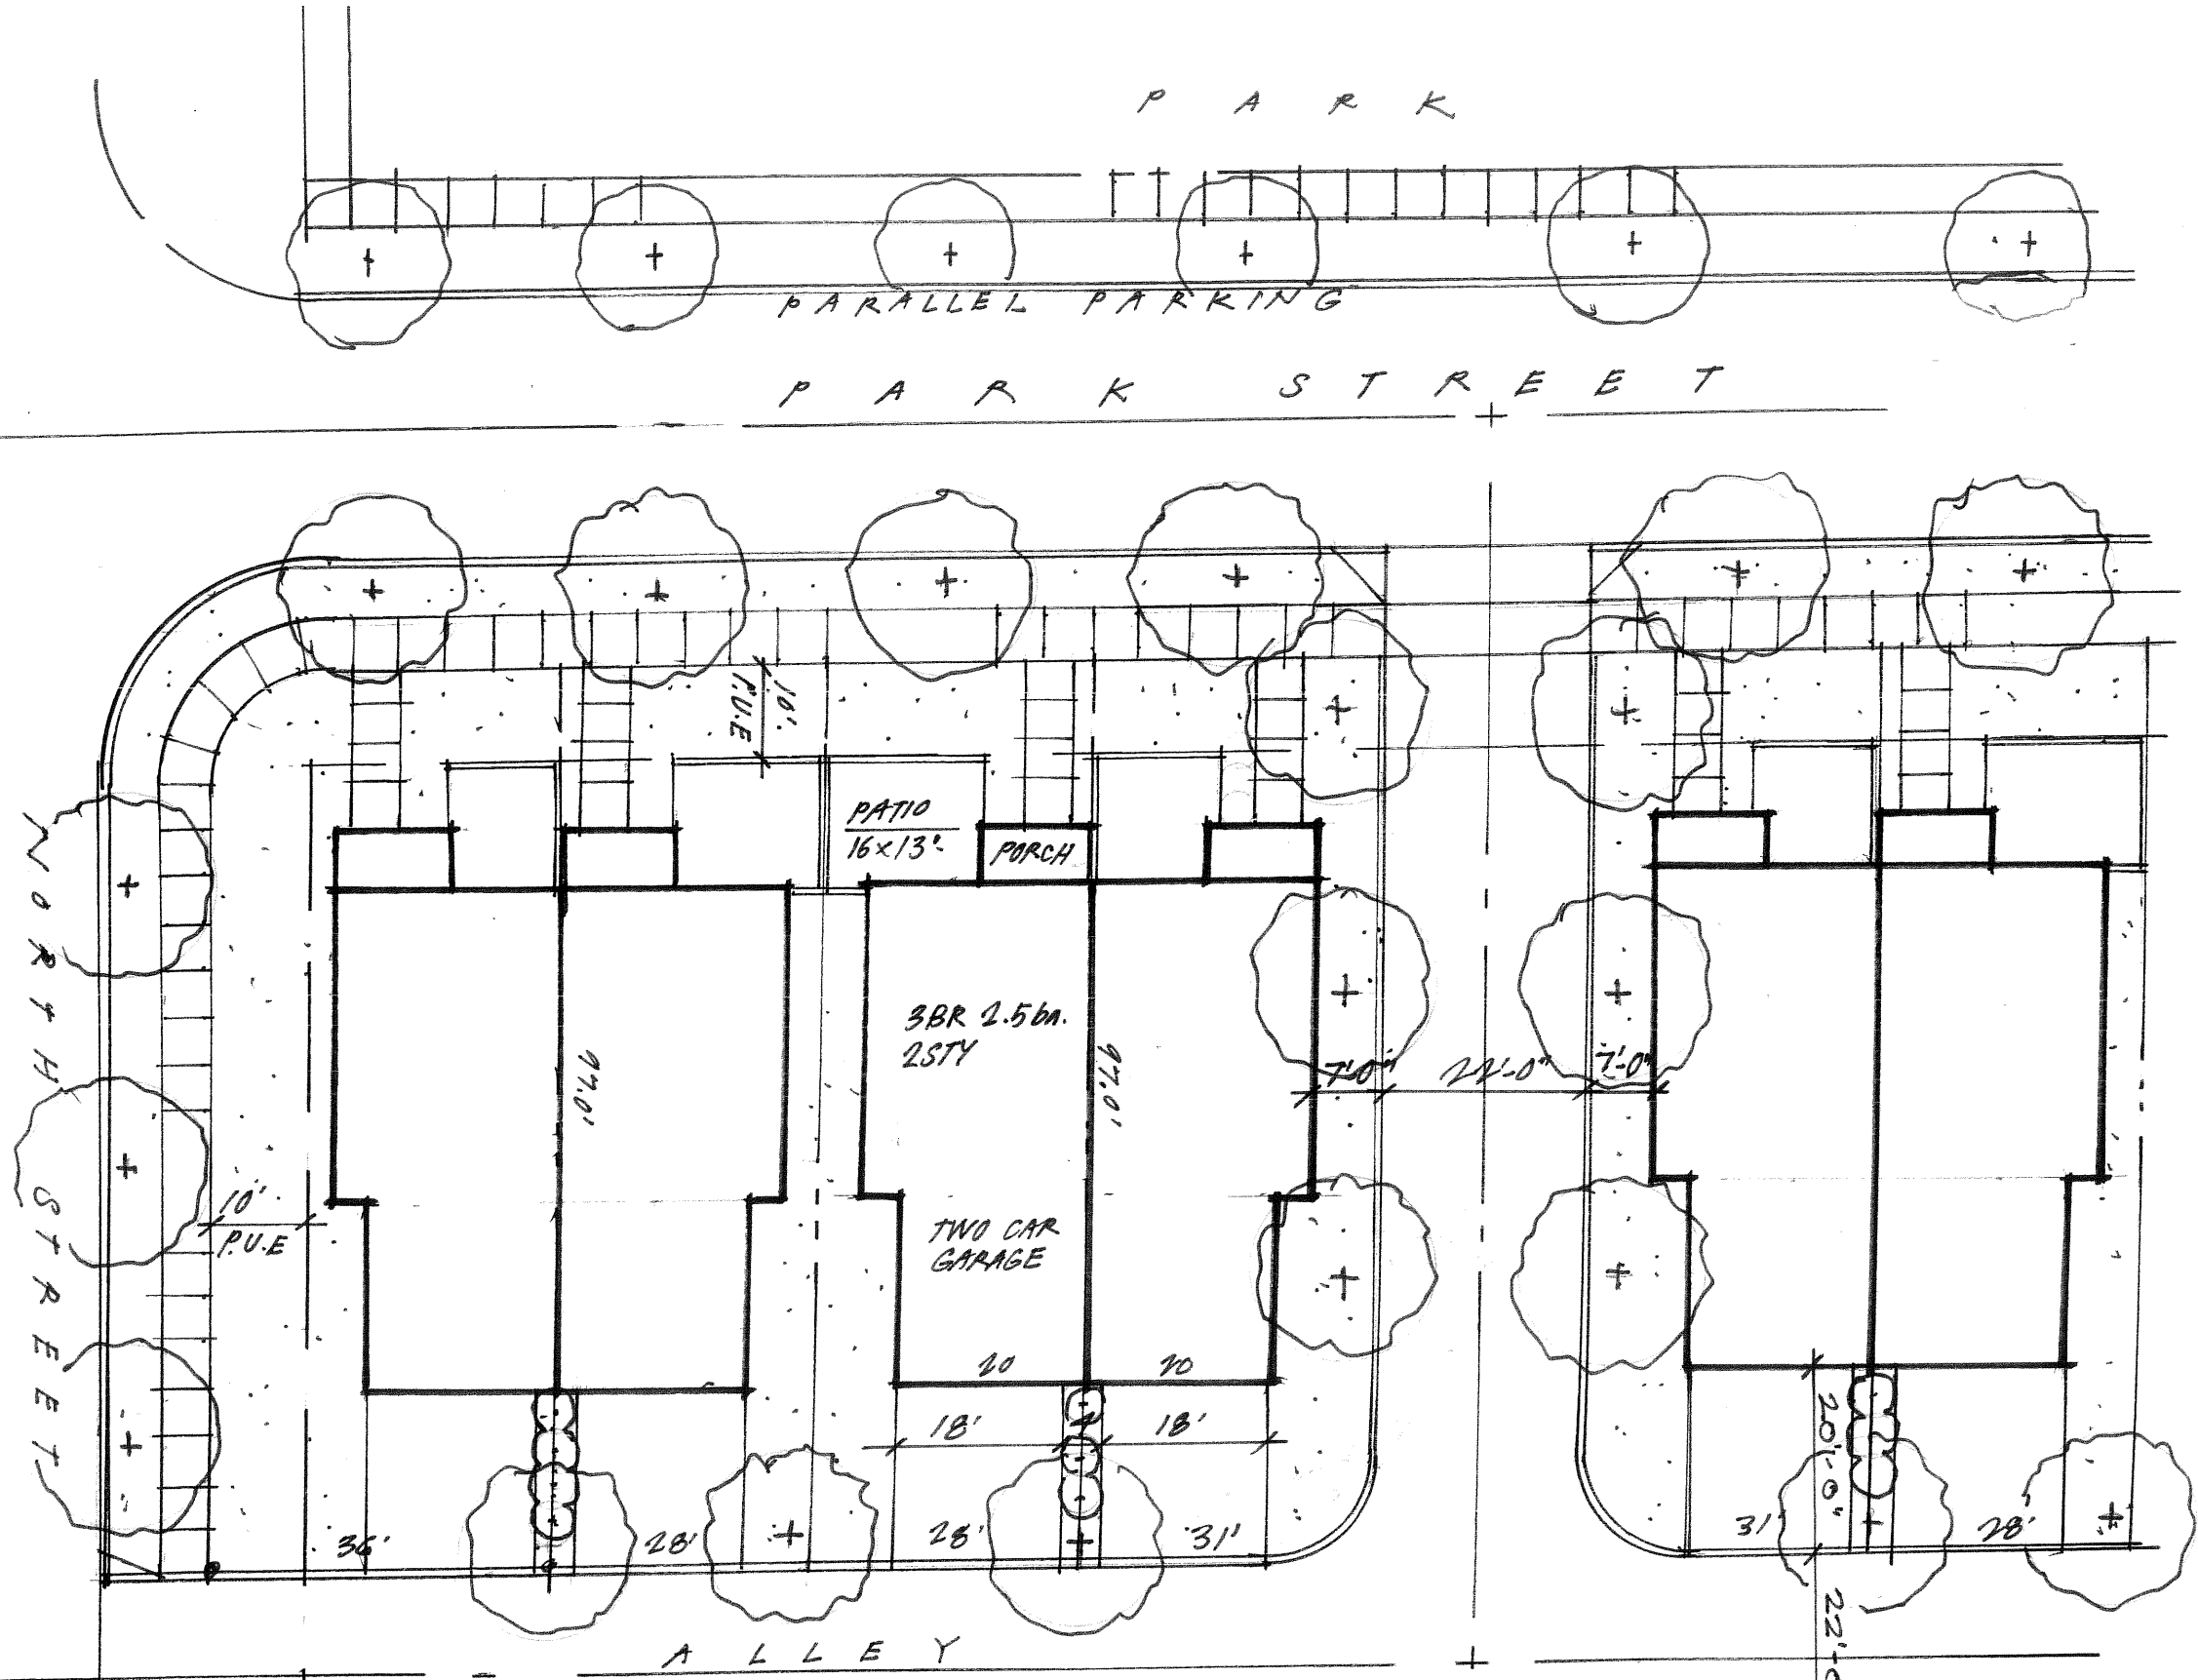 PARK
PARALLEL PARKING
PARK STREET
10'
P.U.E
PATIO
16x13'
PORCH
NORTH STREET
3BR 2.5ba.
2STY
97.0'
97.0'
7'-0"
22'-0"
7'-0"
10'
P.U.E
TWO CAR
GARAGE
20
20
18'
4
18'
20'-0"
36'
28'
28'
31'
31'
28'
22'-0
ALLEY